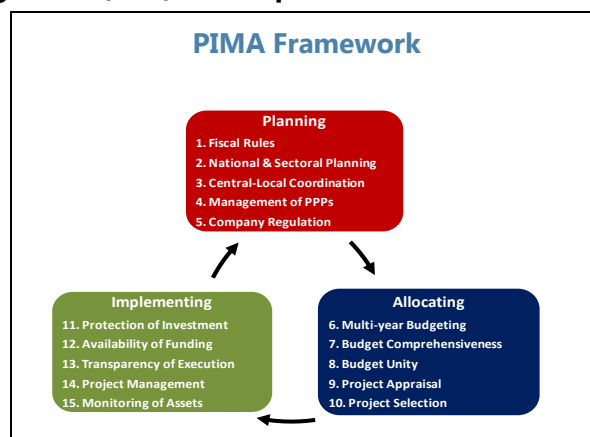 PIMA Framework
Planning
1. Fiscal Rules
2. National & Sectoral Planning
3. Central-Local Coordination
4. Management of PPPs
5. Company Regulation
Implementing
11. Protection of Investment
12. Availability of Funding
13. Transparency of Execution
14. Project Management
15. Monitoring of Assets
Allocating
6. Multi-year Budgeting
7. Budget Comprehensiveness
8. Budget Unity
9. Project Appraisal
10. Project Selection